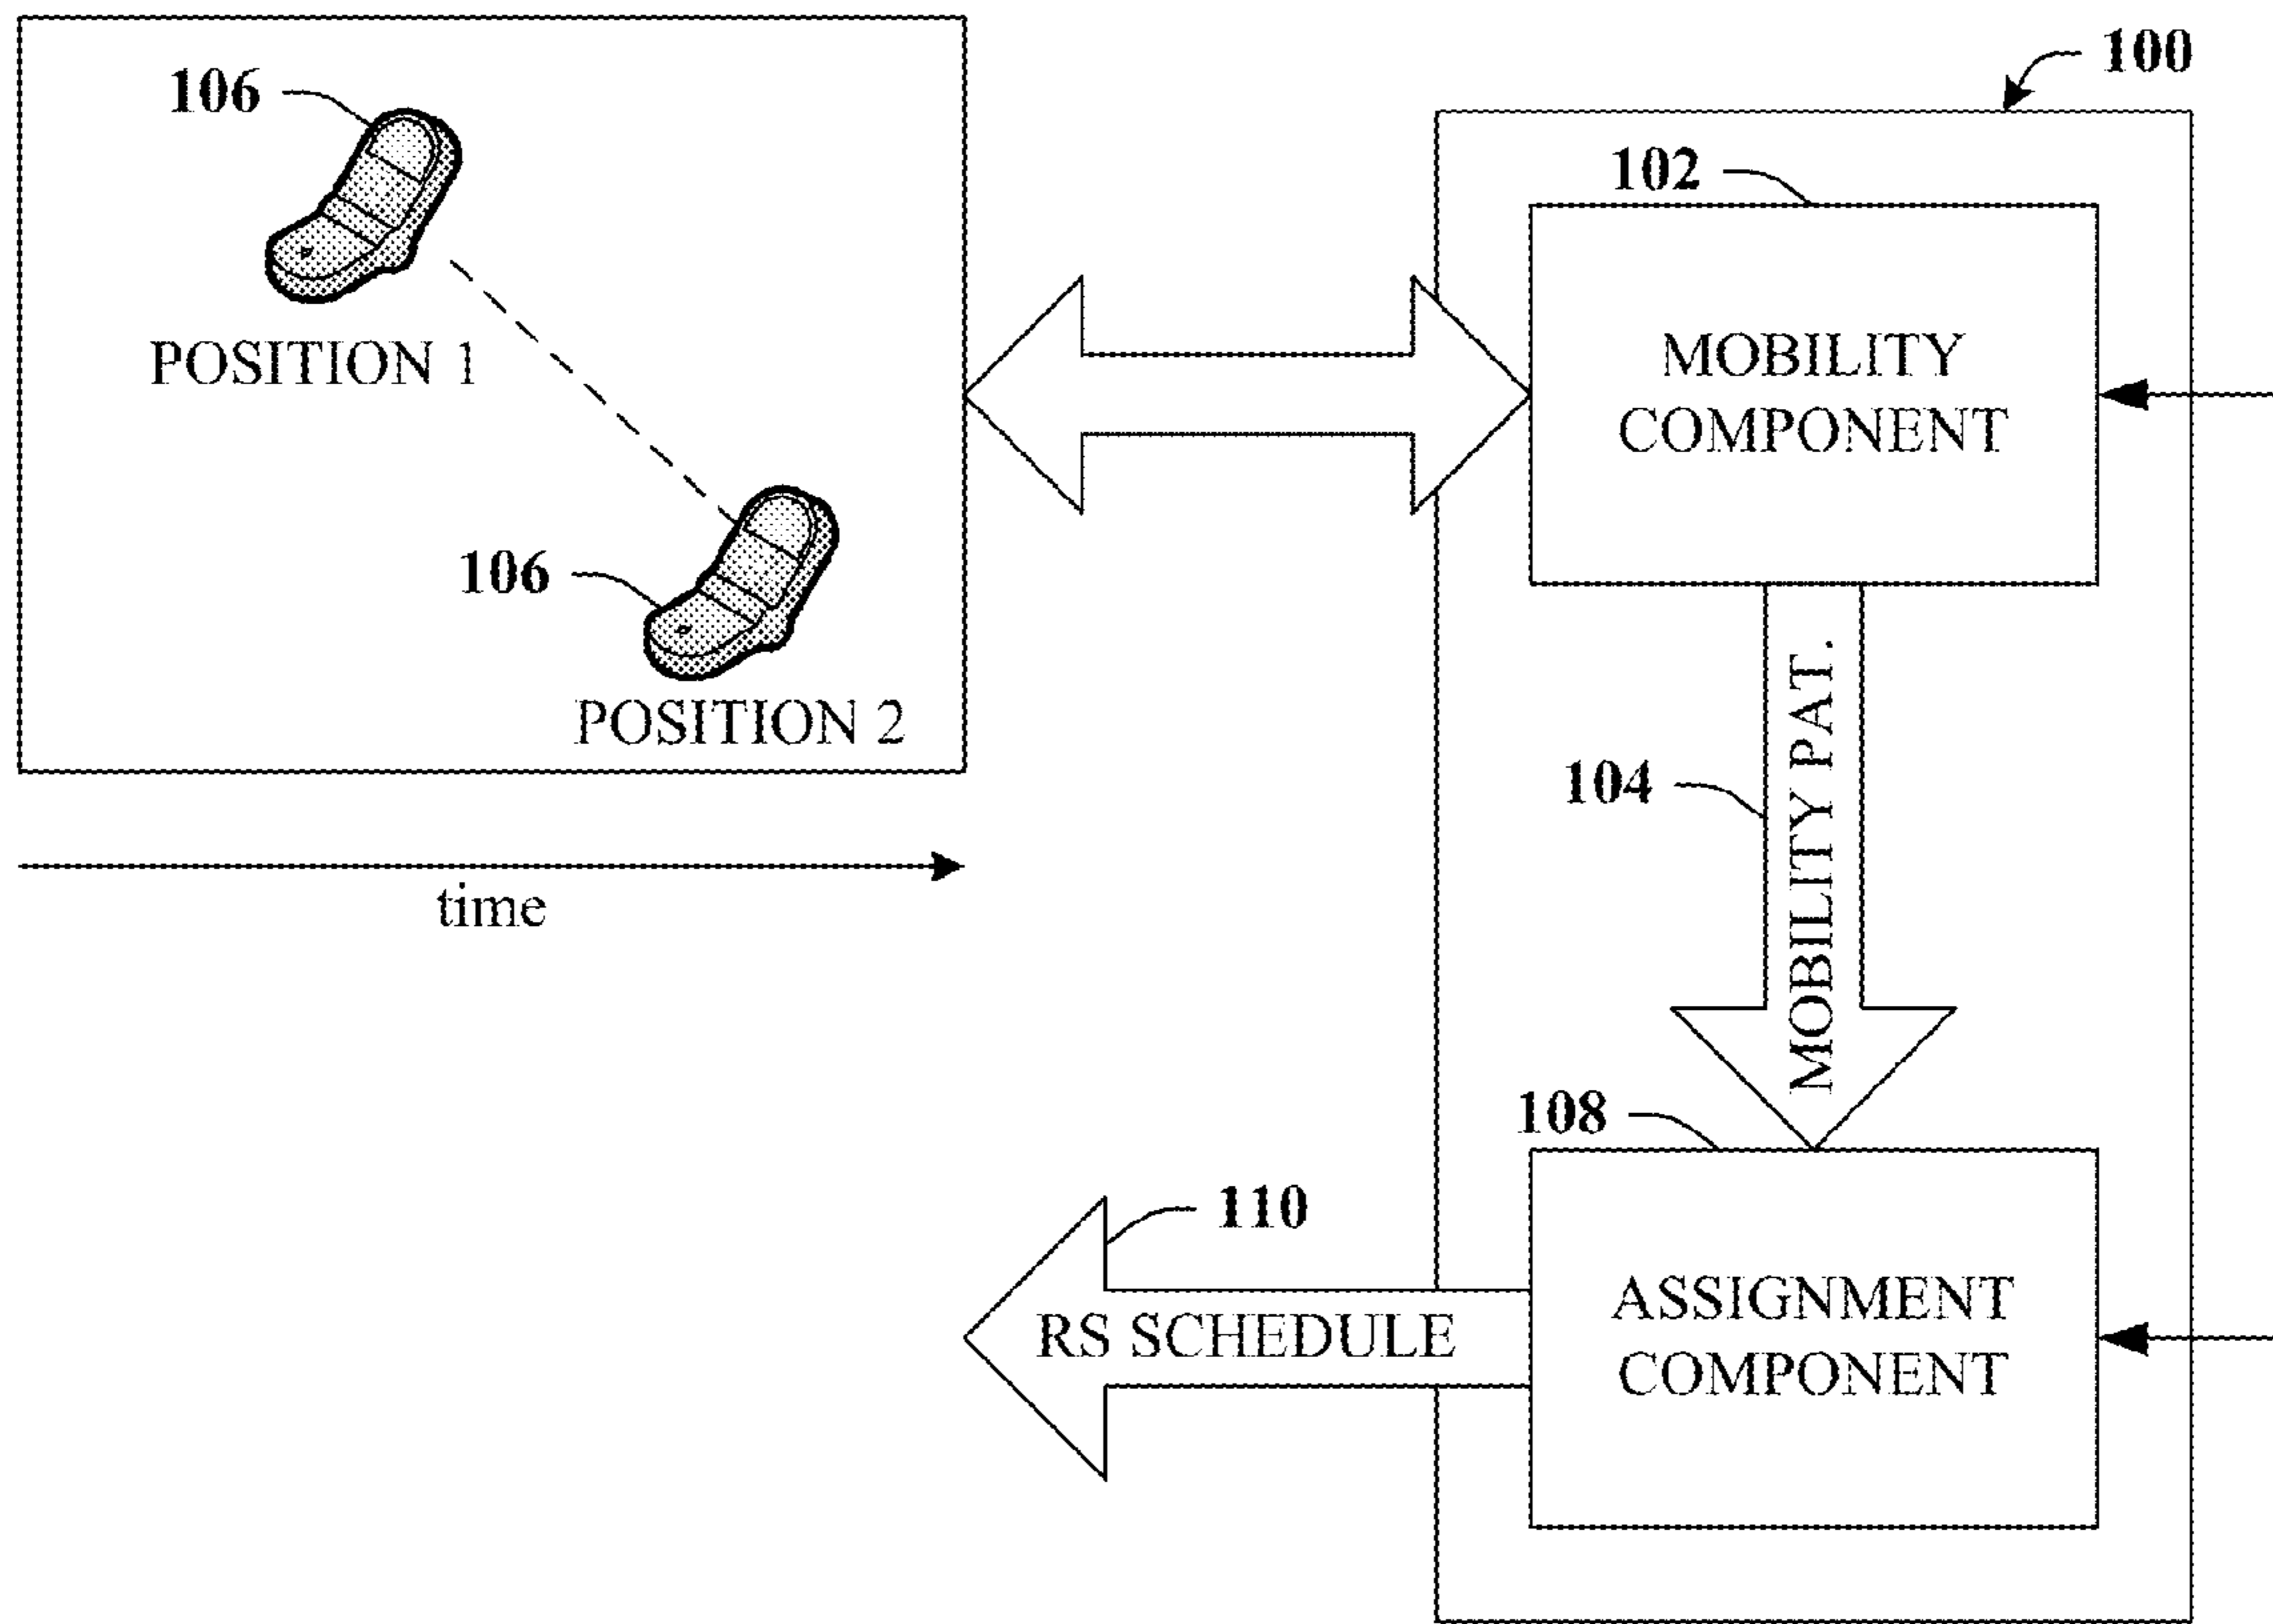 100
106
102
MOBILITY
COMPONENT
POSITION 1
106
POSITION 2
104
MOBILITY PAT.
time
108
110
RS SCHEDULE
ASSIGNMENT
COMPONENT